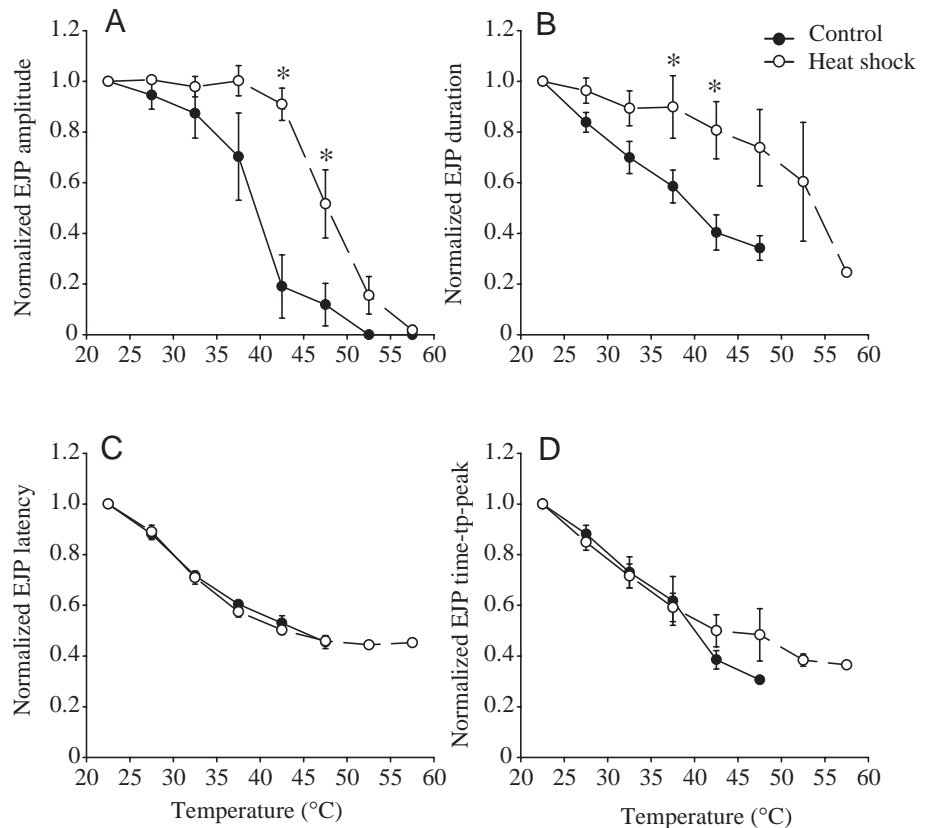 A
1.2
1.0
0.8
0.6
0.4
0.2
0
Normalized EJP amplitude
*
*
20 25 30 35 40 45 50 55 60
B
Control
Heat shock
1.2
1.0
0.8
0.6
0.4
0.2
0
Normalized EJP duration
*
*
20 25 30 35 40 45 50 55 60
C
1.2
1.0
0.8
0.6
0.4
0.2
0
Normalized EJP latency
20 25 30 35 40 45 50 55 60
Temperature (°C)
D
1.2
1.0
0.8
0.6
0.4
0.2
0
Normalized EJP time-tp-peak
20 25 30 35 40 45 50 55 60
Temperature (°C)